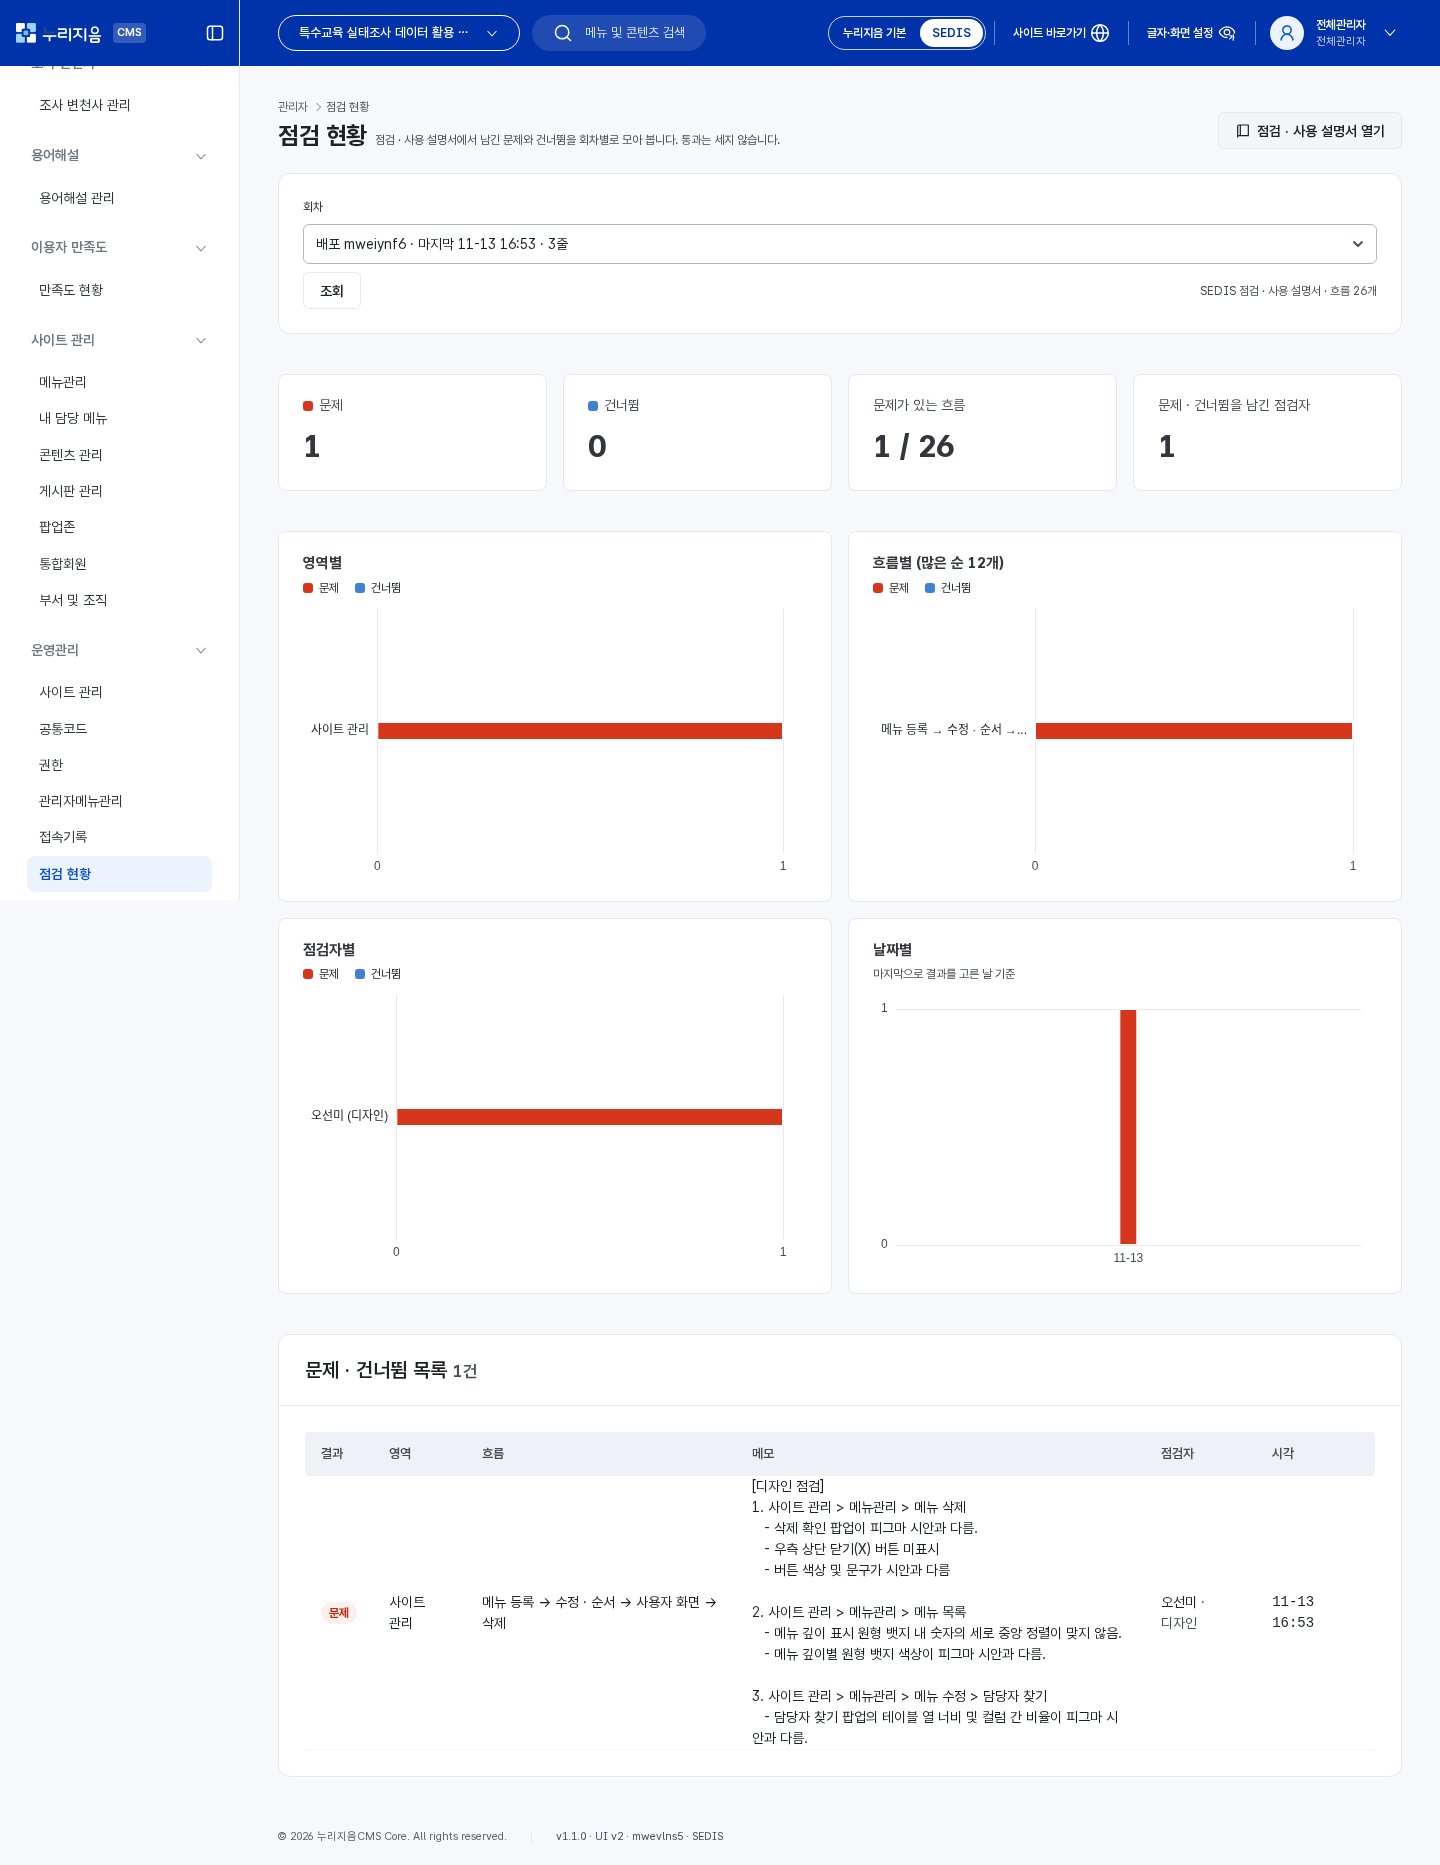 누리지음 CMS
특수교육 실태조사 데이터 활용 ···
메뉴 및 콘텐츠 검색
누리지음 기본
SEDIS
사이트 바로가기
글자·화면 설정
전체관리자
전체관리자
조사 변천사 관리
용어해설
용어해설 관리
이용자 만족도
만족도 현황
사이트 관리
메뉴관리
내 담당 메뉴
콘텐츠 관리
게시판 관리
팝업존
통합회원
부서 및 조직
운영관리
사이트 관리
공통코드
권한
관리자메뉴관리
접속기록
점검 현황
관리자 > 점검 현황
점검 현황
점검 · 사용 설명서에서 남긴 문제와 건너뜀을 회차별로 모아 봅니다. 통과는 세지 않습니다.
점검 · 사용 설명서 열기
회차
배포 mweiynf6 · 마지막 11-13 16:53 · 3줄
조회
SEDIS 점검 · 사용 설명서 · 흐름 26개
문제
1
건너뜀
0
문제가 있는 흐름
1 / 26
문제 · 건너뜀을 남긴 점검자
1
영역별
문제
건너뜀
사이트 관리
0
1
흐름별 (많은 순 12개)
문제
건너뜀
메뉴 등록 → 수정 · 순서 →...
0
1
점검자별
문제
건너뜀
오선미 (디자인)
0
1
날짜별
마지막으로 결과를 고른 날 기준
1
0
11-13
문제 · 건너뜀 목록 1건
결과 영역 흐름 메모 점검자 시각
문제
사이트
관리
메뉴 등록 → 수정 · 순서 → 사용자 화면 →
삭제
[디자인 점검]
1. 사이트 관리 > 메뉴관리 > 메뉴 삭제
- 삭제 확인 팝업이 피그마 시안과 다름.
- 우측 상단 닫기(X) 버튼 미표시
- 버튼 색상 및 문구가 시안과 다름
2. 사이트 관리 > 메뉴관리 > 메뉴 목록
- 메뉴 깊이 표시 원형 뱃지 내 숫자의 세로 중앙 정렬이 맞지 않음.
- 메뉴 깊이별 원형 뱃지 색상이 피그마 시안과 다름.
3. 사이트 관리 > 메뉴관리 > 메뉴 수정 > 담당자 찾기
- 담당자 찾기 팝업의 테이블 열 너비 및 컬럼 간 비율이 피그마 시
안과 다름.
오선미 ·
디자인
11-13
16:53
© 2026 누리지음CMS Core. All rights reserved.
v1.1.0 · UI v2 · mwevlns5 · SEDIS